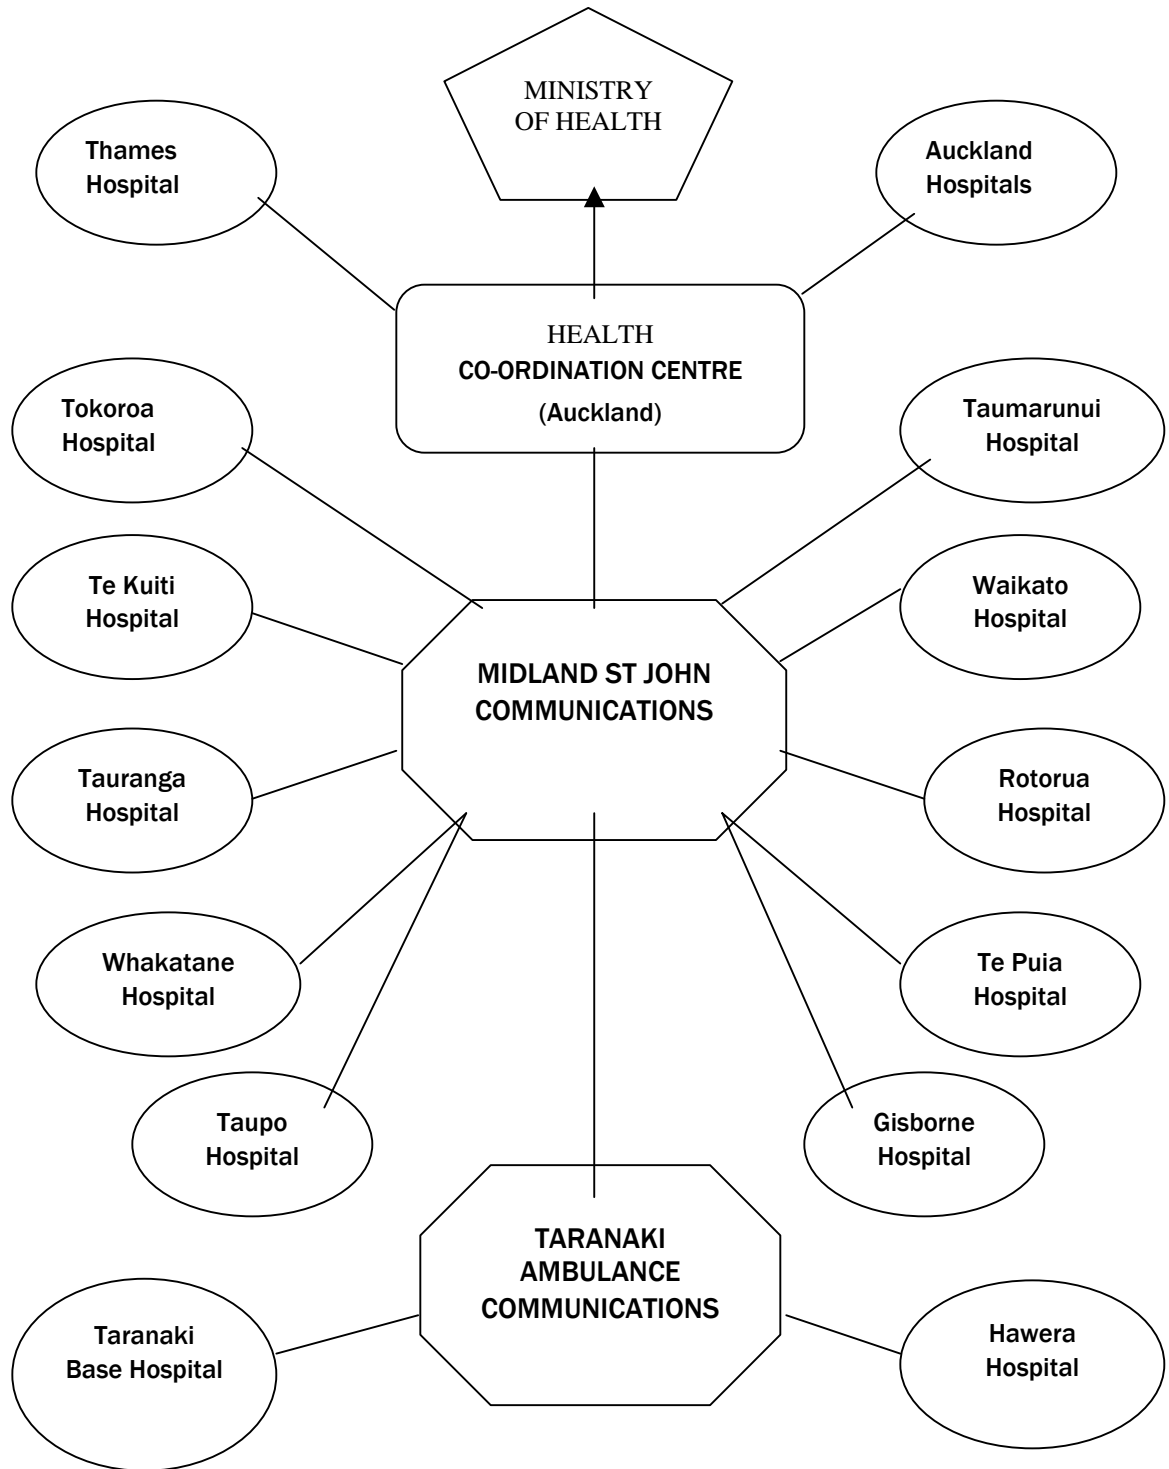 MINISTRY
OF HEALTH
Thames
Hospital
Auckland
Hospitals
HEALTH
CO-ORDINATION CENTRE
(Auckland)
Tokoroa
Hospital
Taumarunui
Hospital
Te Kuiti
Hospital
Waikato
Hospital
MIDLAND ST JOHN
COMMUNICATIONS
Tauranga
Hospital
Rotorua
Hospital
Whakatane
Hospital
Te Puia
Hospital
Taupo
Hospital
Gisborne
Hospital
TARANAKI
AMBULANCE
COMMUNICATIONS
Taranaki
Base Hospital
Hawera
Hospital